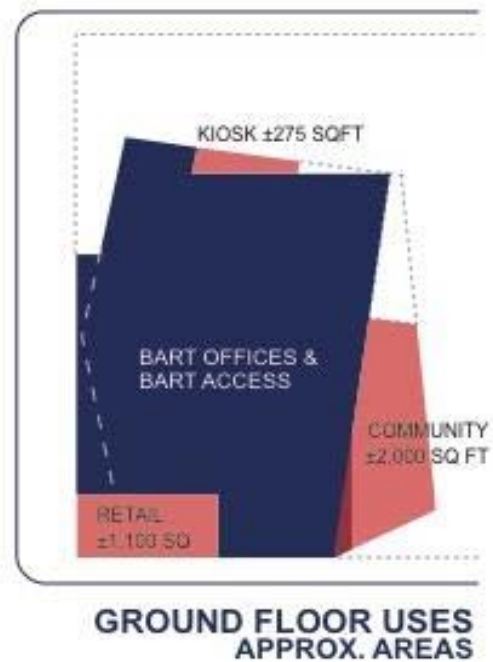 KIOSK ±275 SQFT
BART OFFICES &
BART ACCESS
COMMUNITY
±2,000 SQ FT
RETAIL
±1,100 SQ
GROUND FLOOR USES
APPROX. AREAS